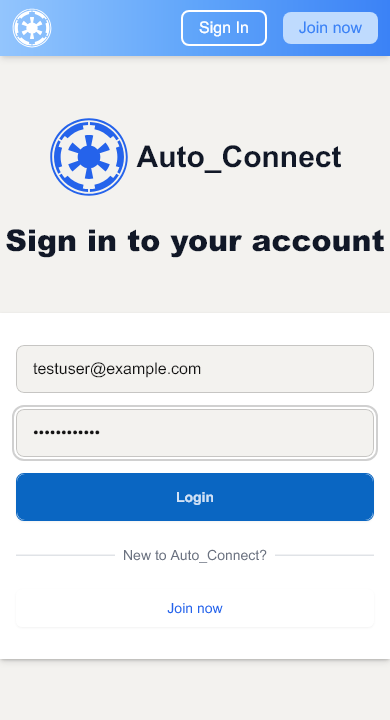 Sign In
Join now
Auto_Connect
Sign in to your account
testuser@example.com
••••••••••••
Login
New to Auto_Connect?
Join now